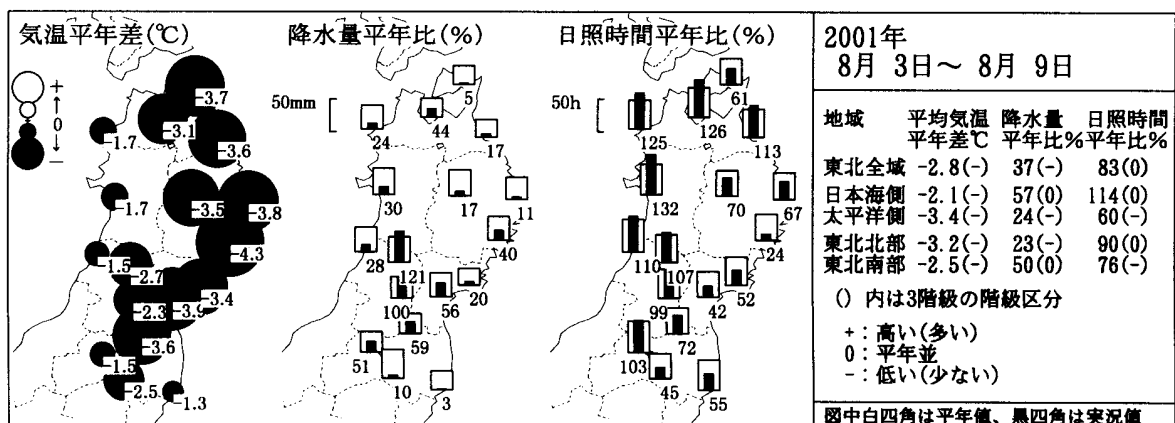 気温平年差(℃)
+
↑
0
↓
−
-3.7
-3.1
-1.7
-3.6
-1.7
-3.5
-3.8
-4.3
-1.5
-2.7
-3.4
-2.3
-3.9
-3.6
-1.5
-2.5
-1.3
降水量平年比(%)
50mm
5
44
24
17
30
17
11
40
28
121
20
100
56
59
51
10
3
日照時間平年比(%)
50h
61
126
125
113
132
70
67
24
110
107
52
99
42
72
103
45
55
2001年
8月 3日～ 8月 9日
地域 平均気温 降水量 日照時間
平年差℃ 平年比% 平年比%
東北全域 -2.8(-) 37(-) 83(0)
日本海側 -2.1(-) 57(0) 114(0)
太平洋側 -3.4(-) 24(-) 60(-)
東北北部 -3.2(-) 23(-) 90(0)
東北南部 -2.5(-) 50(0) 76(-)
() 内は3階級の階級区分
+：高い(多い)
0：平年並
-：低い(少ない)
図中白四角は平年値、黒四角は実況値